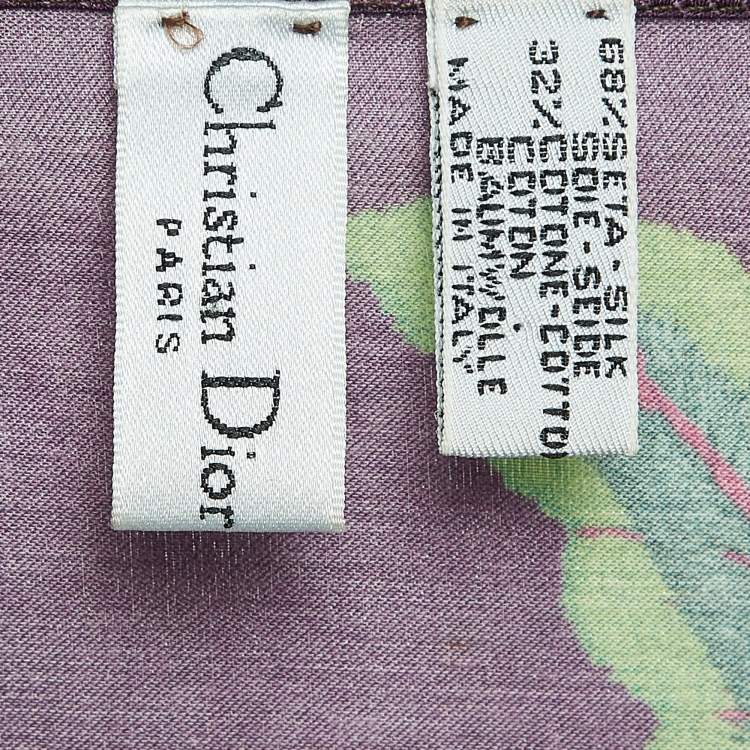 Christian Dior
PARIS
68% SETA-SILK
SOIE-SEIDE
32% COTONE-COTTON
COTON
BAUMWOLLE
MADE IN ITALY